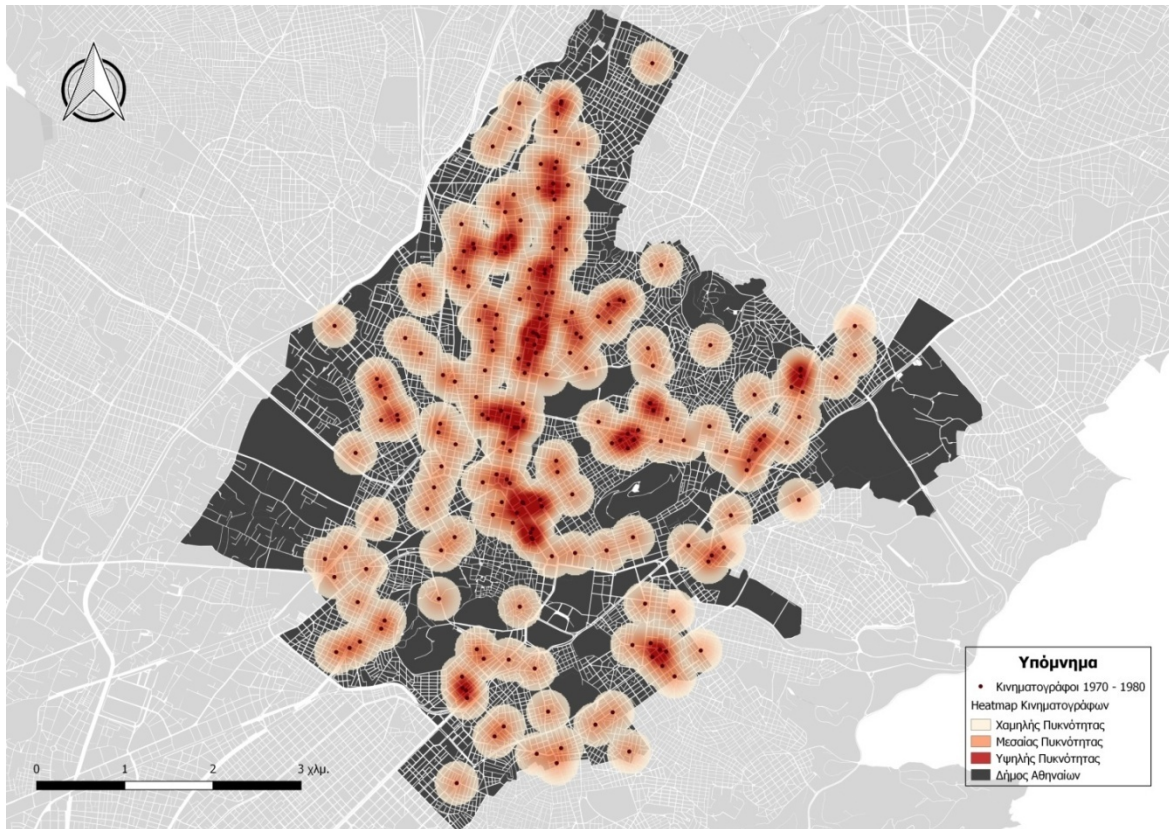 Υπόμνημα
Κινηματογράφοι 1970 - 1980
Heatmap Κινηματογράφων
Χαμηλής Πυκνότητας
Μεσαίας Πυκνότητας
Υψηλής Πυκνότητας
Δήμος Αθηναίων
0 1 2 3 χλμ.